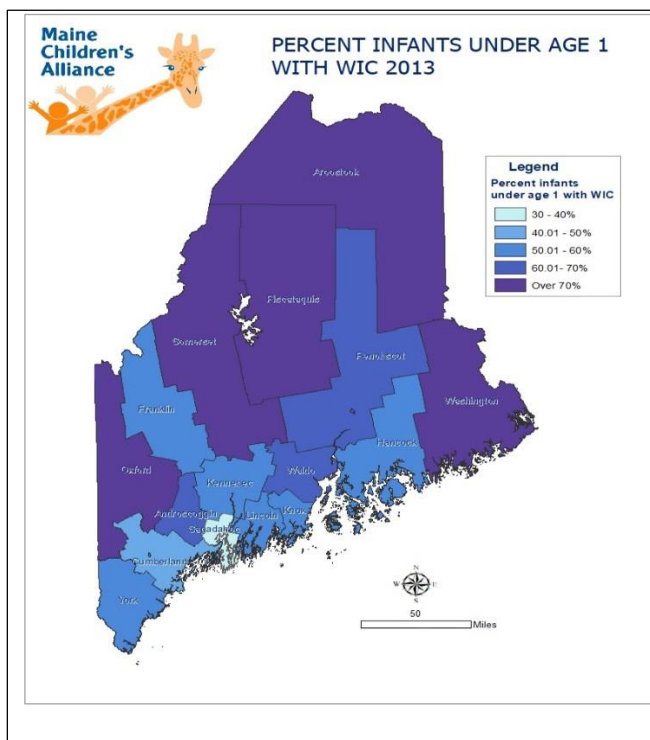 Maine
Children's
Alliance
PERCENT INFANTS UNDER AGE 1
WITH WIC 2013
Legend
Percent infants
under age 1 with WIC
30 - 40%
40.01 - 50%
50.01 - 60%
60.01- 70%
Over 70%
Aroostook
Piscataquis
Somerset
Penobscot
Washington
Franklin
Hancock
Oxford
Waldo
Kennebec
Androscoggin
Lincoln
Knox
Sagadahoc
Cumberland
York
N
W
E
S
50
Miles